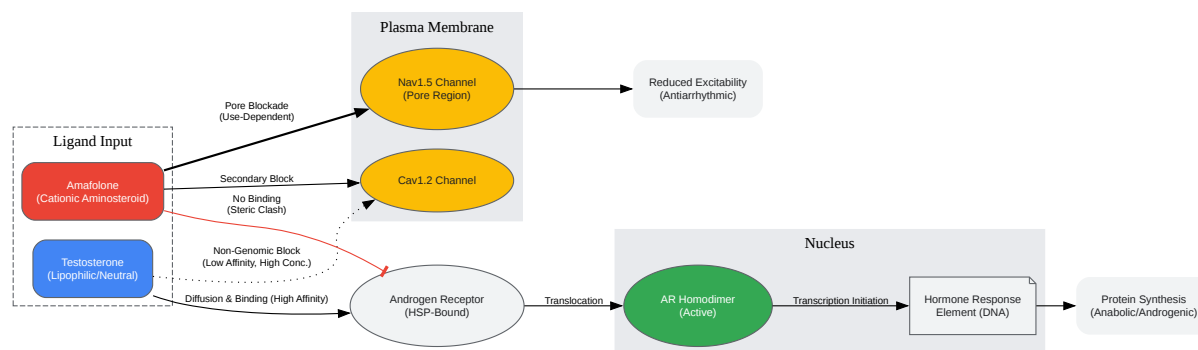 Plasma Membrane
Nav1.5 Channel
(Pore Region)
Reduced Excitability
(Antiarrhythmic)
Pore Blockade
(Use-Dependent)
Ligand Input
Amafolone
(Cationic Aminosteroid)
Secondary Block
Cav1.2 Channel
No Binding
(Steric Clash)
Testosterone
(Lipophilic/Neutral)
Non-Genomic Block
(Low Affinity, High Conc.)
Diffusion & Binding (High Affinity)
Androgen Receptor
(HSP-Bound)
Translocation
Nucleus
AR Homodimer
(Active)
Transcription Initiation
Hormone Response
Element (DNA)
Protein Synthesis
(Anabolic/Androgenic)